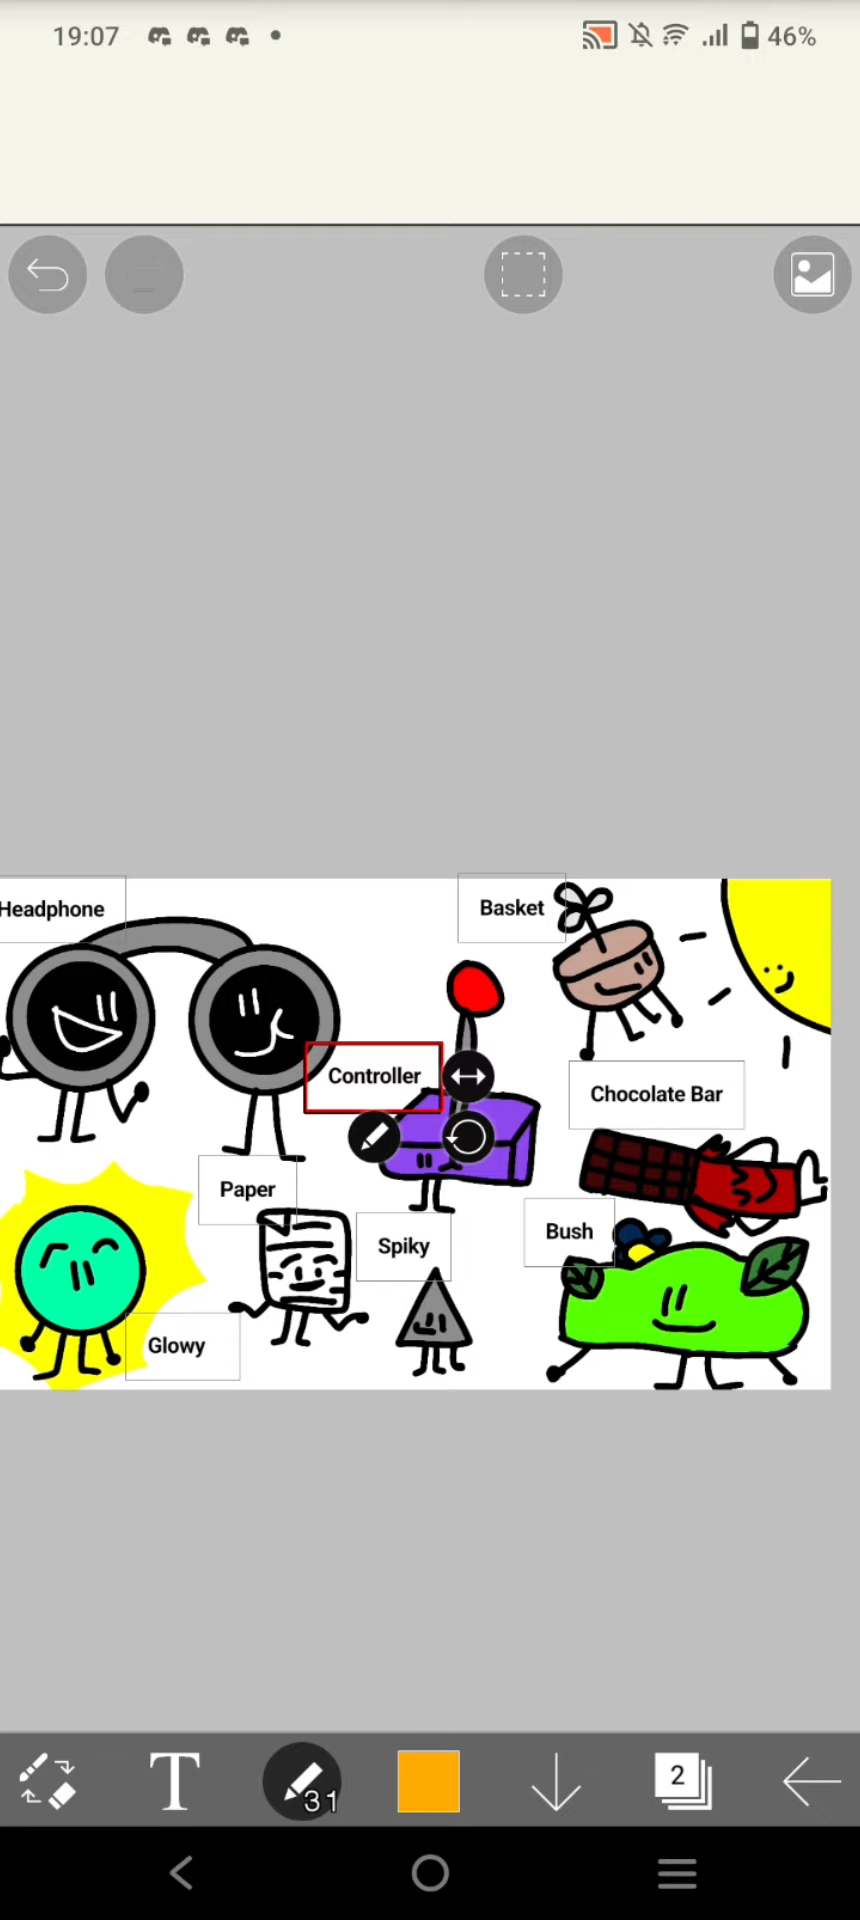 19:07
46%
Headphone
Basket
Controller
Chocolate Bar
Paper
Spiky
Bush
Glowy
T
31
2